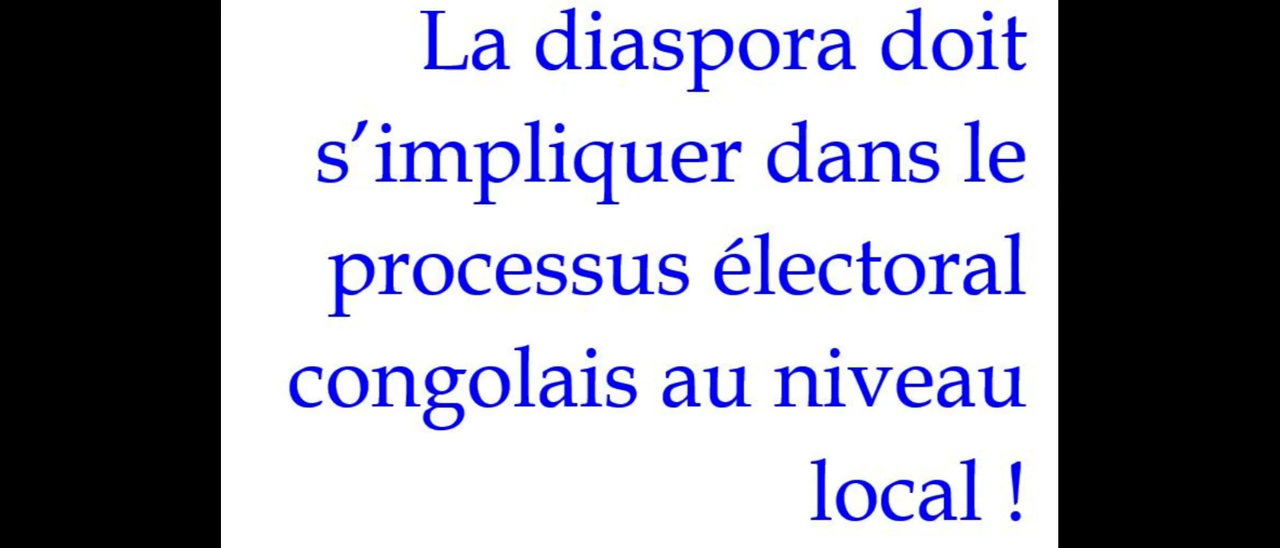 La diaspora doit
s’impliquer dans le
processus électoral
congolais au niveau
local !